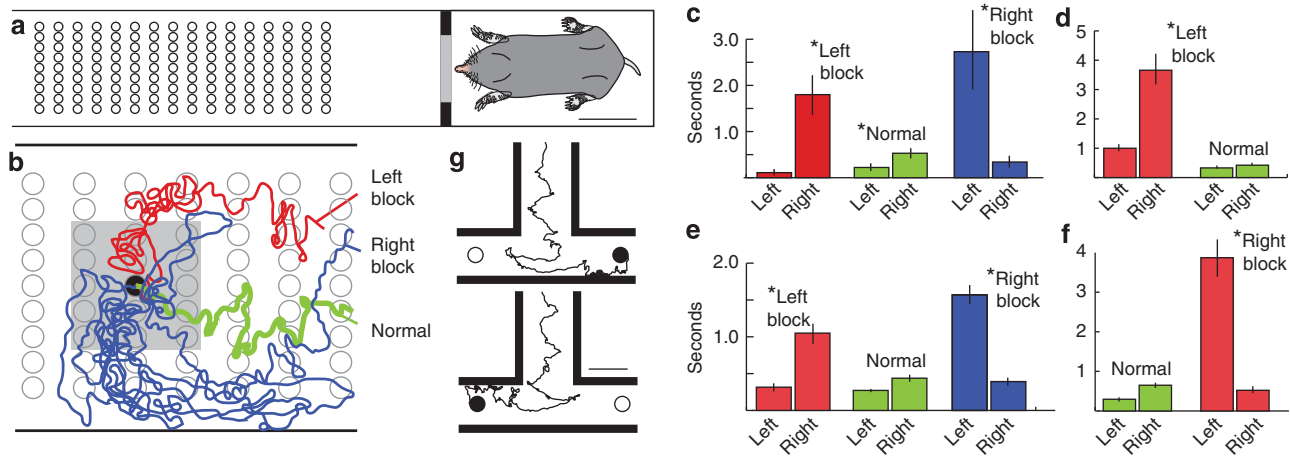 a
b
Left
block
Right
block
Normal
g
c
Seconds
3.0
2.0
1.0
*Left
block
*Normal
*Right
block
Left
Right
Left
Right
Left
Right
d
5
4
3
2
1
*Left
block
Normal
Left
Right
Left
Right
e
Seconds
2.0
1.0
*Left
block
Normal
*Right
block
Left
Right
Left
Right
Left
Right
f
4
3
2
1
Normal
*Right
block
Left
Right
Left
Right